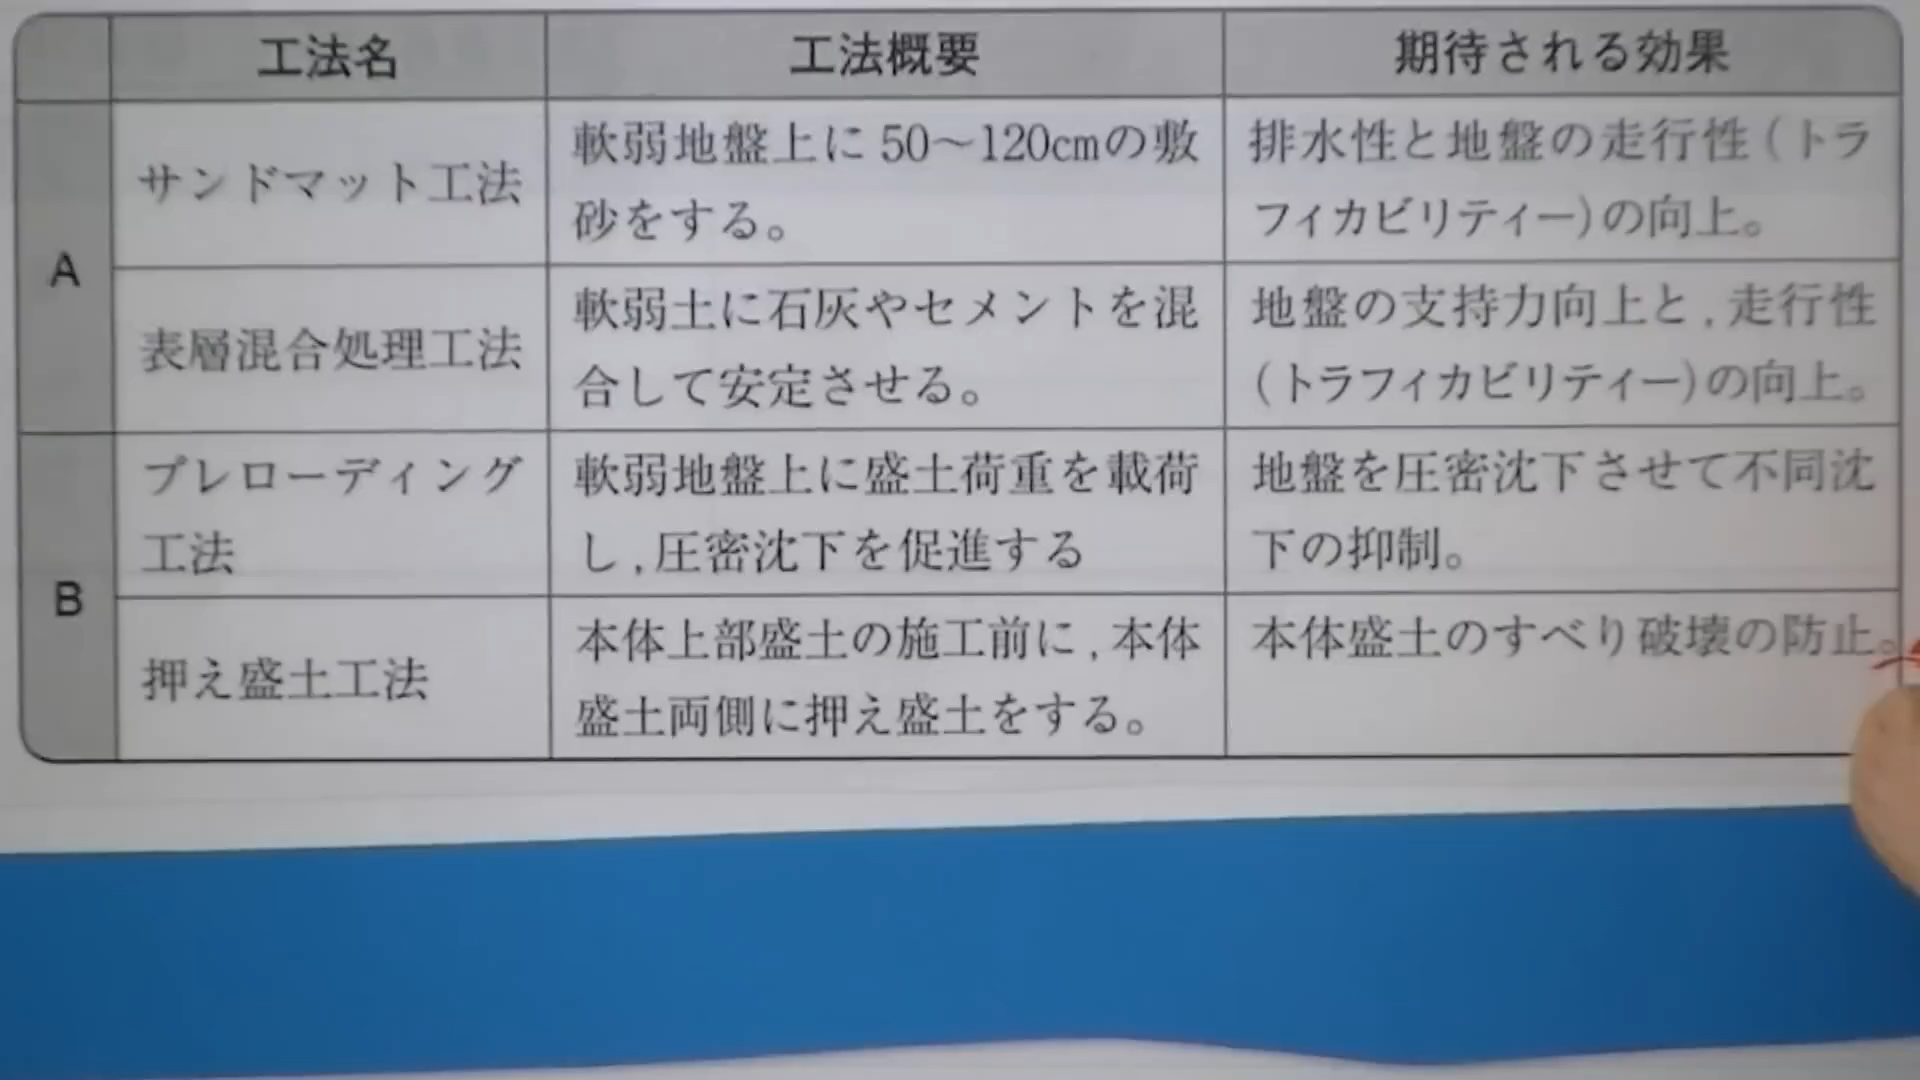 工法名 工法概要 期待される効果
A
サンドマット工法
軟弱地盤上に50～120cmの敷
砂をする。
排水性と地盤の走行性(トラ
フィカビリティー)の向上。
表層混合処理工法
軟弱土に石灰やセメントを混
合して安定させる。
地盤の支持力向上と,走行性
(トラフィカビリティー)の向上。
B
プレローディング
工法
軟弱地盤上に盛土荷重を載荷
し,圧密沈下を促進する
地盤を圧密沈下させて不同沈
下の抑制。
押え盛土工法
本体上部盛土の施工前に,本体
盛土両側に押え盛土をする。
本体盛土のすべり破壊の防止。